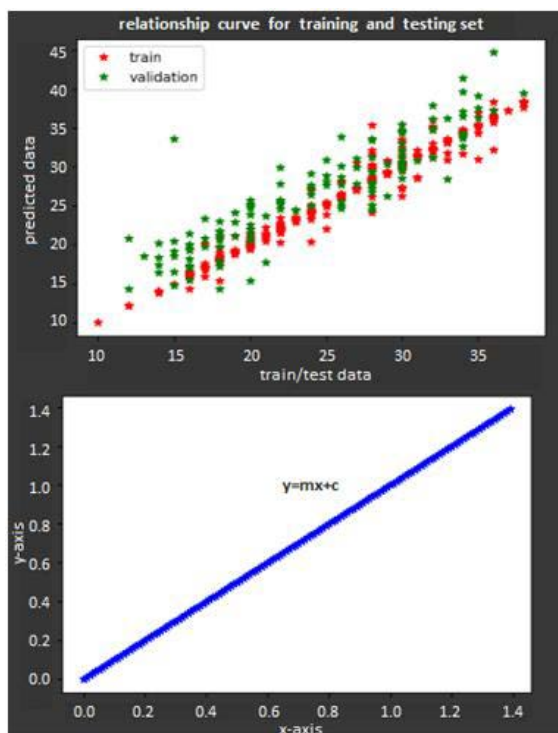 relationship curve for training and testing set
train
validation
predicted data
45
40
35
30
25
20
15
10
10 15 20 25 30 35
train/test data
y=mx+c
y-axis
1.4
1.2
1.0
0.8
0.6
0.4
0.2
0.0
0.0 0.2 0.4 0.6 0.8 1.0 1.2 1.4
x-axis